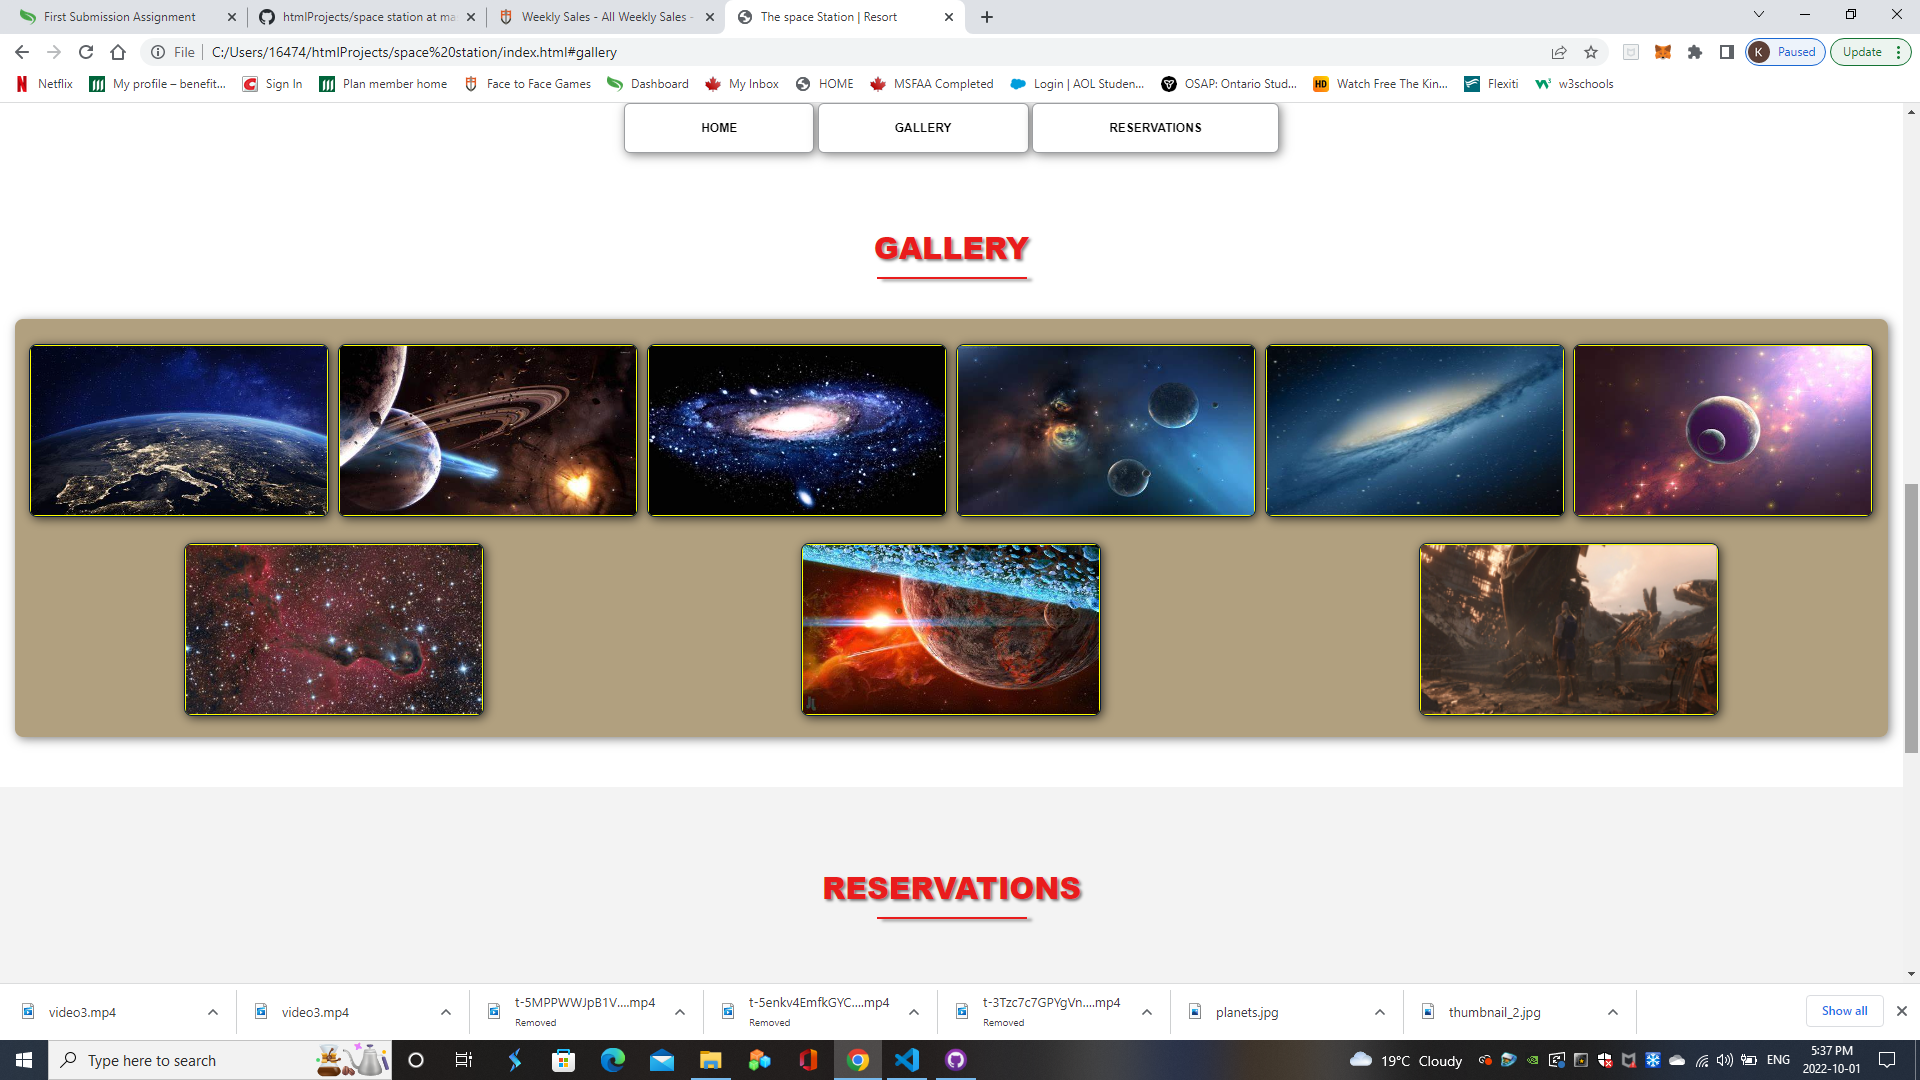 First Submission Assignment
htmlProjects/space station at ma
Weekly Sales - All Weekly Sales -
The space Station | Resort
File
C:/Users/16474/htmlProjects/space%20station/index.html#gallery
K
Paused
Update
Netflix
My profile – benefit...
Sign In
Plan member home
Face to Face Games
Dashboard
My Inbox
HOME
MSFAA Completed
Login | AOL Studen...
OSAP: Ontario Stud...
HD
Watch Free The Kin...
Flexiti
w3schools
HOME
GALLERY
RESERVATIONS
GALLERY
RESERVATIONS
video3.mp4
video3.mp4
t-5MPPWWJpB1V....mp4
Removed
t-5enkv4EmfkGYC....mp4
Removed
t-3Tzc7c7GPYgVn....mp4
Removed
planets.jpg
thumbnail_2.jpg
Show all
Type here to search
19°C Cloudy
ENG
5:37 PM
2022-10-01